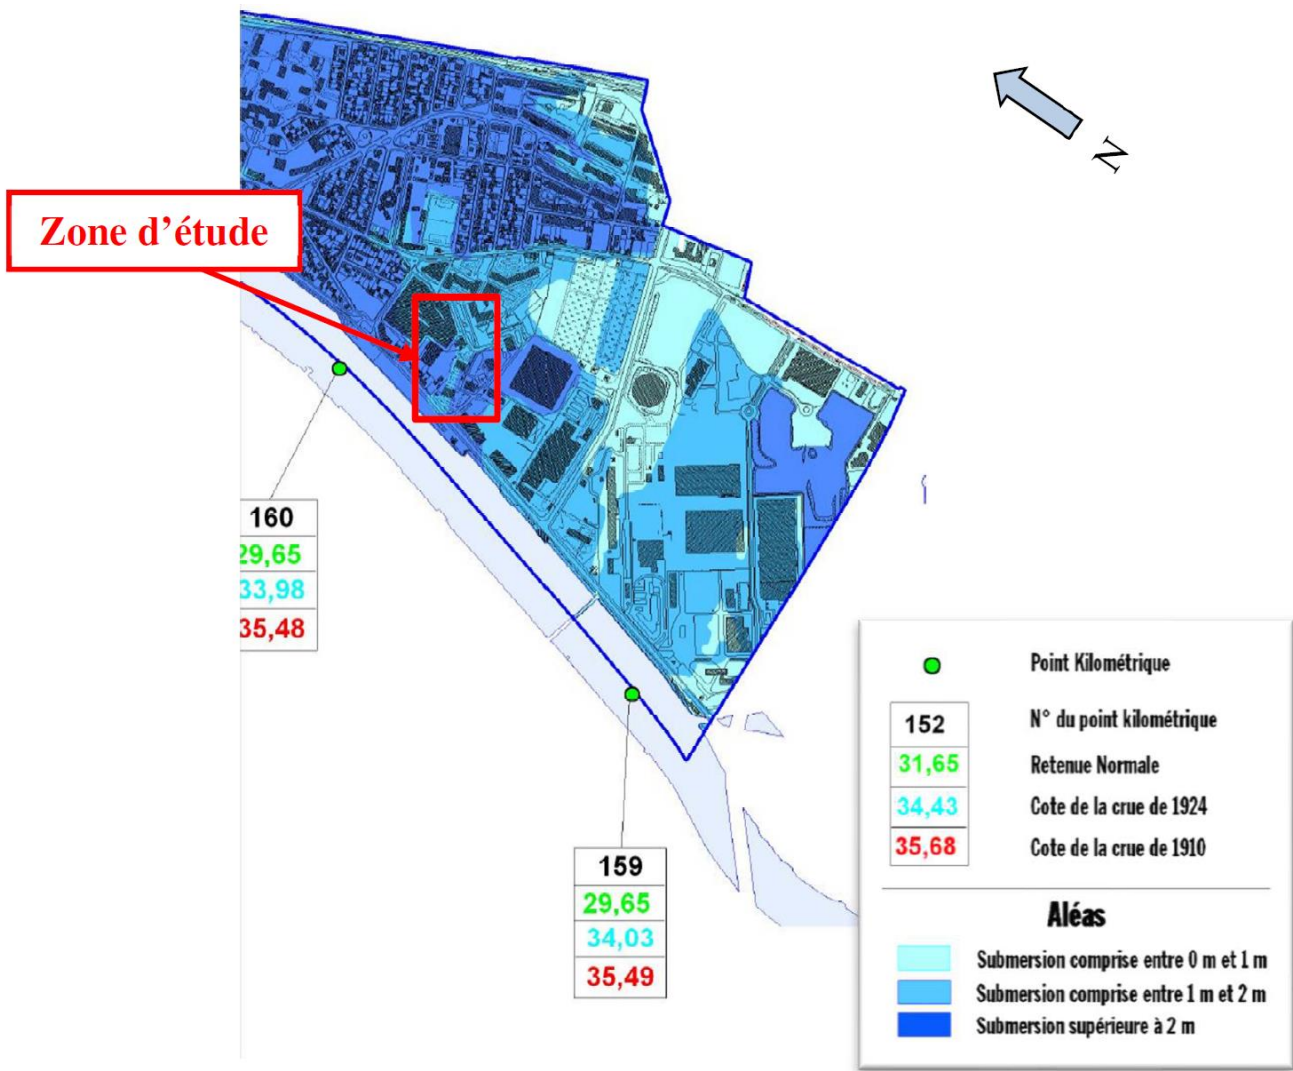 N
Zone d’étude
160
29,65
33,98
35,48
159
29,65
34,03
35,49
Point Kilométrique
152
N° du point kilométrique
31,65
Retenue Normale
34,43
Cote de la crue de 1924
35,68
Cote de la crue de 1910
Aléas
Submersion comprise entre 0 m et 1 m
Submersion comprise entre 1 m et 2 m
Submersion supérieure à 2 m